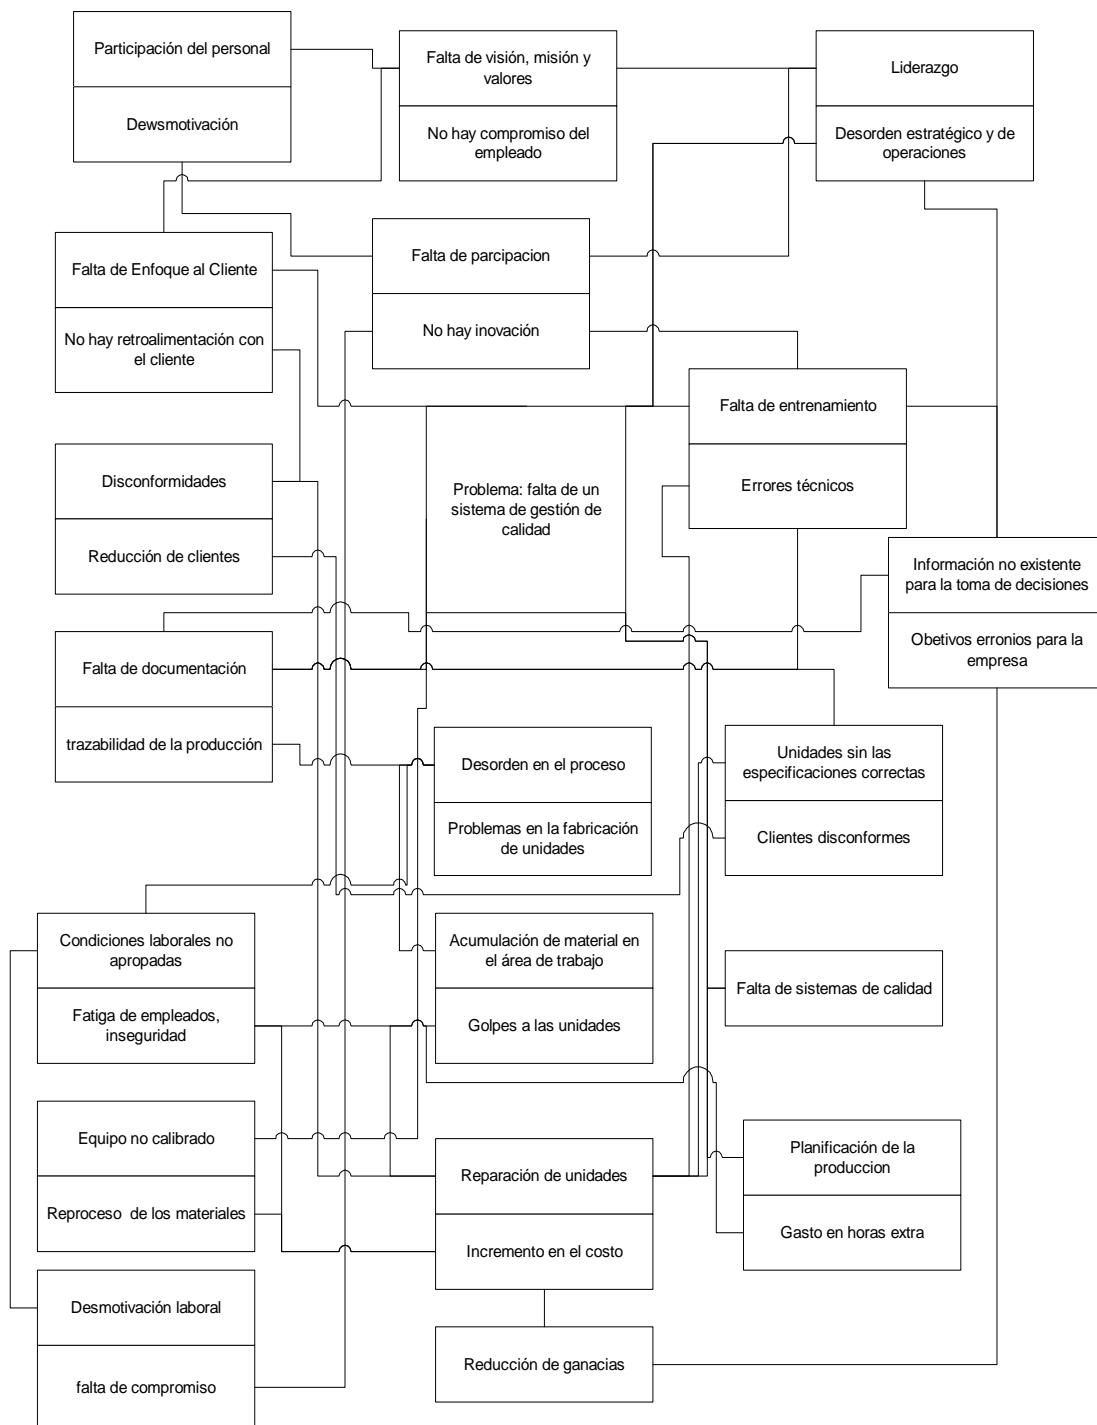 Participación del personal
Dewsmotivación
Falta de visión, misión y
valores
No hay compromiso del
empleado
Liderazgo
Desorden estratégico y de
operaciones
Falta de Enfoque al Cliente
No hay retroalimentación con
el cliente
Falta de parcipacion
No hay inovación
Falta de entrenamiento
Errores técnicos
Disconformidades
Reducción de clientes
Problema: falta de un
sistema de gestión de
calidad
Información no existente
para la toma de decisiones
Obetivos erronios para la
empresa
Falta de documentación
trazabilidad de la producción
Desorden en el proceso
Problemas en la fabricación
de unidades
Unidades sin las
especificaciones correctas
Clientes disconformes
Condiciones laborales no
apropadas
Fatiga de empleados,
inseguridad
Acumulación de material en
el área de trabajo
Golpes a las unidades
Falta de sistemas de calidad
Equipo no calibrado
Reproceso  de los materiales
Reparación de unidades
Incremento en el costo
Planificación de la
produccion
Gasto en horas extra
Desmotivación laboral
falta de compromiso
Reducción de ganacias